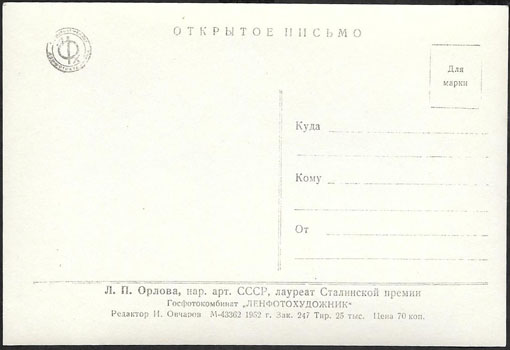 ОТКРЫТОЕ ПИСЬМО
Для
марки
Куда
Кому
От
Л. П. Орлова, нар. арт. СССР, лауреат Сталинской премии
Госфотокомбинат „ЛЕНФОТОХУДОЖНИК"
Редактор И. Овчаров М-43362 1952 г. Зак. 247 Тир. 25 тыс. Цена 70 коп.